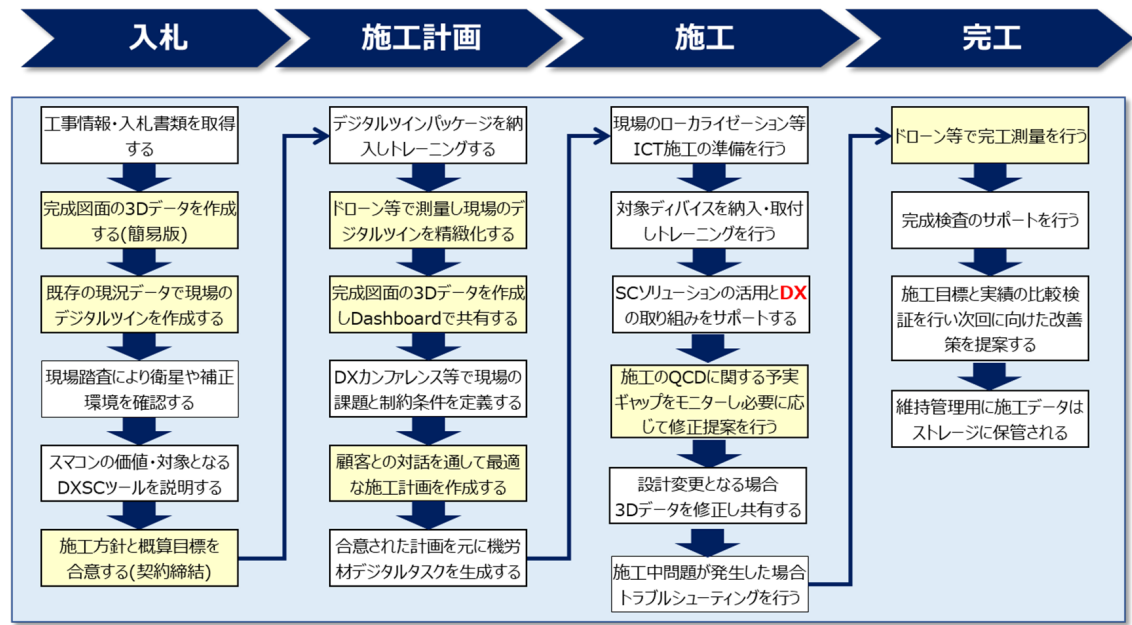 入札
施工計画
施工
完工
工事情報・入札書類を取得
する
完成図面の3Dデータを作成
する(簡易版)
既存の現況データで現場の
デジタルツインを作成する
現場踏査により衛星や補正
環境を確認する
スマコンの価値・対象となる
DXSCツールを説明する
施工方針と概算目標を
合意する(契約締結)
デジタルツインパッケージを納
入しトレーニングする
ドローン等で測量し現場のデ
ジタルツインを精緻化する
完成図面の3Dデータを作成
しDashboardで共有する
DXカンファレンス等で現場の
課題と制約条件を定義する
顧客との対話を通して最適
な施工計画を作成する
合意された計画を元に機労
材デジタルタスクを生成する
現場のローカライゼーション等
ICT施工の準備を行う
対象ディバイスを納入・取付
しトレーニングを行う
SCソリューションの活用とDX
の取り組みをサポートする
施工のQCDに関する予実
ギャップをモニターし必要に応
じて修正提案を行う
設計変更となる場合
3Dデータを修正し共有する
施工中問題が発生した場合
トラブルシューティングを行う
ドローン等で完工測量を行う
完成検査のサポートを行う
施工目標と実績の比較検
証を行い次回に向けた改善
策を提案する
維持管理用に施工データは
ストレージに保管される